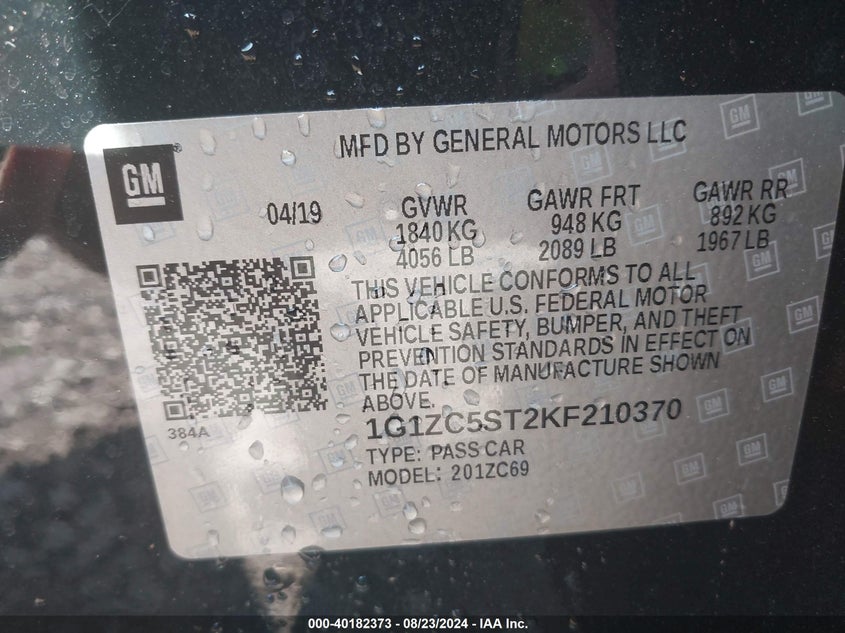 MFD BY GENERAL MOTORS LLC
GM
04/19
GVWR
1840 KG
4056 LB
GAWR FRT
948 KG
2089 LB
GAWR RR
892 KG
1967 LB
THIS VEHICLE CONFORMS TO ALL
APPLICABLE U.S. FEDERAL MOTOR
VEHICLE SAFETY, BUMPER, AND THEFT
PREVENTION STANDARDS IN EFFECT ON
THE DATE OF MANUFACTURE SHOWN
ABOVE.
384A
1G1ZC5ST2KF210370
TYPE: PASS CAR
MODEL: 201ZC69
000-40182373 - 08/23/2024 - IAA Inc.